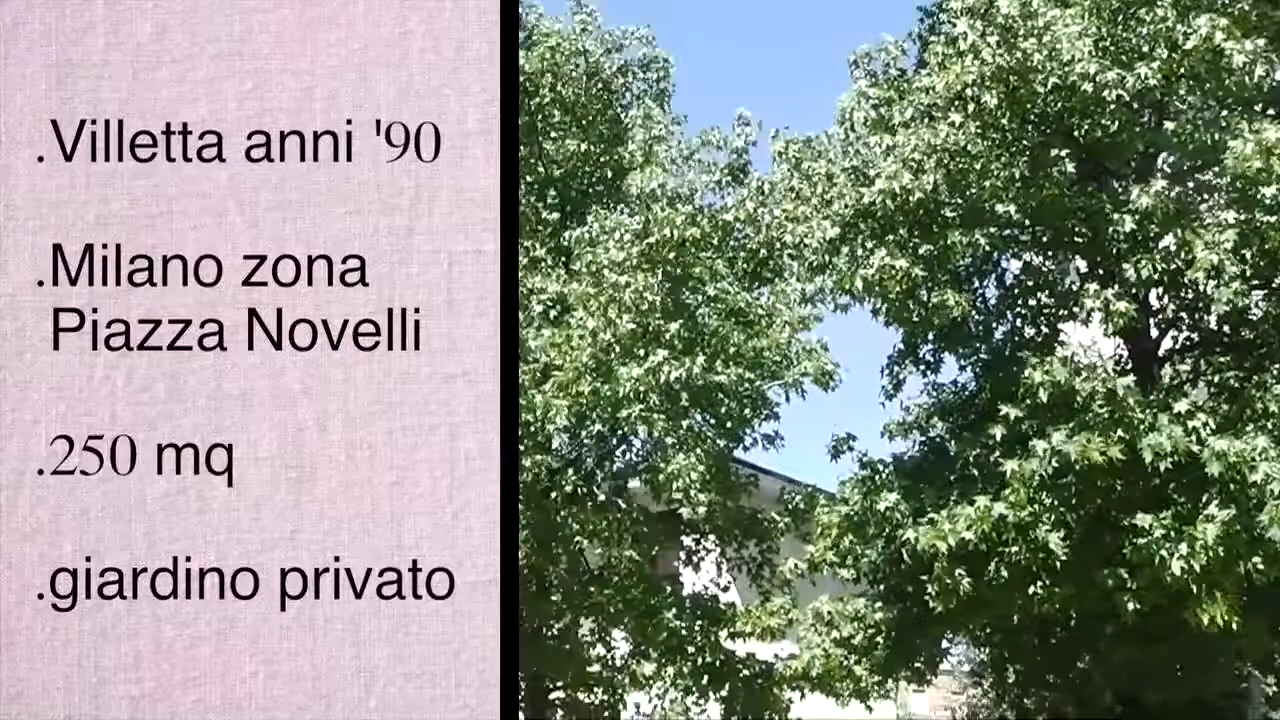 .Villetta anni '90
.Milano zona
Piazza Novelli
.250 mq
.giardino privato